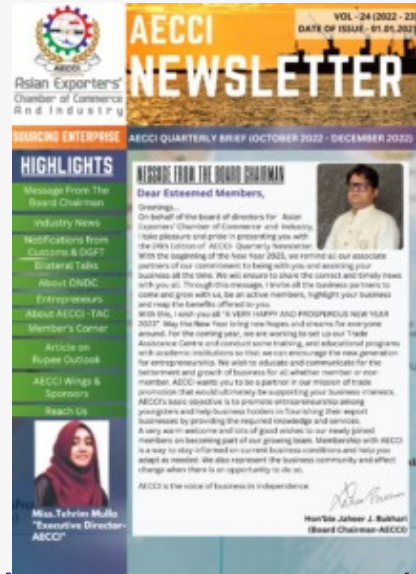 AECCI
Asian Exporters'
Chamber of Commerce
And Industry
AECCI
NEWSLETTER
VOL - 24 (2022 - 23)
DATE OF ISSUE - 01.01.202
SOURCING ENTERPRISE
AECCI QUARTERLY BRIEF (OCTOBER 2022 - DECEMBER 2022)
HIGHLIGHTS
Message From The
Board Chairman
Industry News
Notifications from
Customs & DGFT
Bilateral Talks
About ONDC
Entrepreneurs
About AECCI -TAC
Member's Corner
Article on
Rupee Outlook
AECCI Wings &
Sponsors
Reach Us
Miss.Tehrim Mulla
"Executive Director-
AECCI"
MESSAGE FROM THE BOARD CHAIRMAN
Dear Esteemed Members,
Greetings...
On behalf of the board of directors for Asian
Exporters' Chamber of Commerce and Industry,
I take pleasure and pride in presenting you with
the 24th Edition of AECCI Quarterly Newsletter.
With the beginning of the New Year 2023, we remind all our associate
partners of our commitment to being with you and assisting your
business all the time. We will ensure to share the correct and timely news
with you all. Through this message, I invite all the business partners to
come and grow with us, be an active members, highlight your business
and reap the benefits offered to you.
With this, I wish you all "A VERY HAPPY AND PROSPEROUS NEW YEAR
2023". May the New Year bring new hopes and dreams for everyone
around. For the coming year, we are working to set up our Trade
Assistance Centre and conduct some training, and educational programs
with academic institutions so that we can encourage the new generation
for entrepreneurship. We wish to educate and communicate for the
betterment and growth of business for all whether member or non-
member. AECCI wants you to be a partner in our mission of trade
promotion that would ultimately be supporting your business interests.
AECCI's basic objective is to promote entrepreneurship among
youngsters and help business holders in flourishing their export
businesses by providing the required knowledge and services.
A very warm welcome and lots of good wishes to our newly joined
members on becoming part of our growing team. Membership with AECCI
is a way to stay informed on current business conditions and help you
adapt as needed. We also represent the business community and effect
change when there is an opportunity to do so.
AECCI is the voice of business in independence.
Hon'ble Jaheer J. Bukhari
(Board Chairman-AECCI)